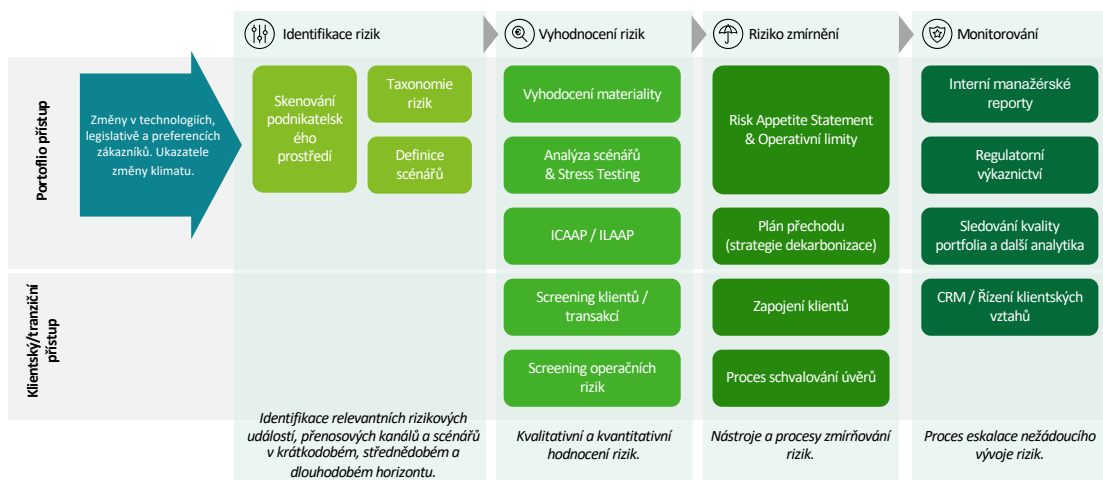 Identifikace rizik
Vyhodnocení rizik
Riziko zmírnění
Monitorování
Portoflio přístup
Změny v technologiích,
legislativě a preferencích
zákazníků. Ukazatele
změny klimatu.
Skenování
podnikatelsk
ého
prostředí
Taxonomie
rizik
Definice
scénářů
Vyhodocení materiality
Analýza scénářů
& Stress Testing
ICAAP / ILAAP
Risk Appetite Statement
& Operativní limity
Plán přechodu
(strategie dekarbonizace)
Interní manažérské
reporty
Regulatorní
výkaznictví
Sledování kvality
portfolia a další analytika
Klientský/tranziční
přístup
Screening klientů /
transakcí
Screening operačních
rizik
Zapojení klientů
Proces schvalování úvěrů
CRM / Řízení klientských
vztahů
Identifikace relevantních rizikových
událostí, přenosových kanálů a scénářů
v krátkodobém, střednědobém a
dlouhodobém horizontu.
Kvalitativní a kvantitativní
hodnocení rizik.
Nástroje a procesy zmírňování
rizik.
Proces eskalace nežádoucího
vývoje rizik.